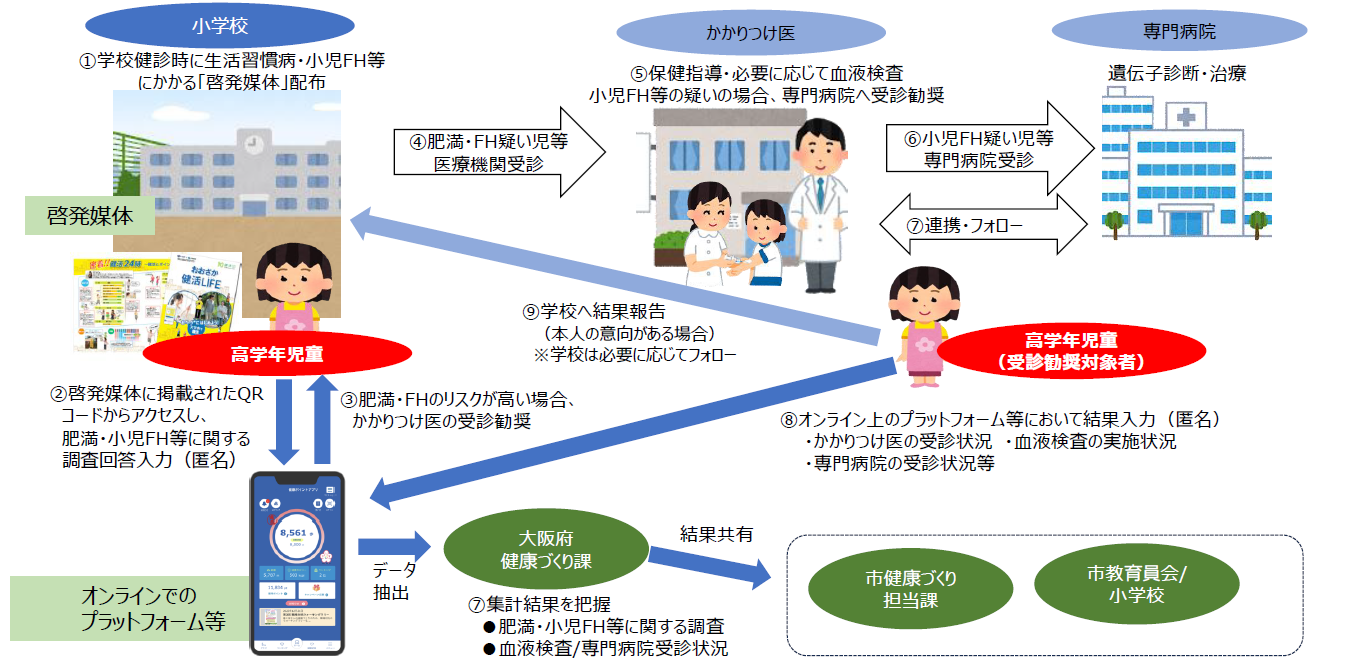 小学校
①学校健診時に生活習慣病・小児FH等
にかかる「啓発媒体」配布
啓発媒体
健活24組
おおさか
健活LIFE
高学年児童
②啓発媒体に掲載されたQR
コードからアクセスし、
肥満・小児FH等に関する
調査回答入力（匿名）
③肥満・FHのリスクが高い場合、
かかりつけ医の受診勧奨
④肥満・FH疑い児等
医療機関受診
かかりつけ医
⑤保健指導・必要に応じて血液検査
小児FH等の疑いの場合、専門病院へ受診勧奨
⑥小児FH疑い児等
専門病院受診
⑦連携・フォロー
専門病院
遺伝子診断・治療
⑨学校へ結果報告
（本人の意向がある場合）
※学校は必要に応じてフォロー
高学年児童
（受診勧奨対象者）
⑧オンライン上のプラットフォーム等において結果入力（匿名）
・かかりつけ医の受診状況　・血液検査の実施状況
・専門病院の受診状況等
8,561
オンラインでの
プラットフォーム等
データ
抽出
大阪府
健康づくり課
⑦集計結果を把握
●肥満・小児FH等に関する調査
●血液検査/専門病院受診状況
結果共有
市健康づくり
担当課
市教育員会/
小学校